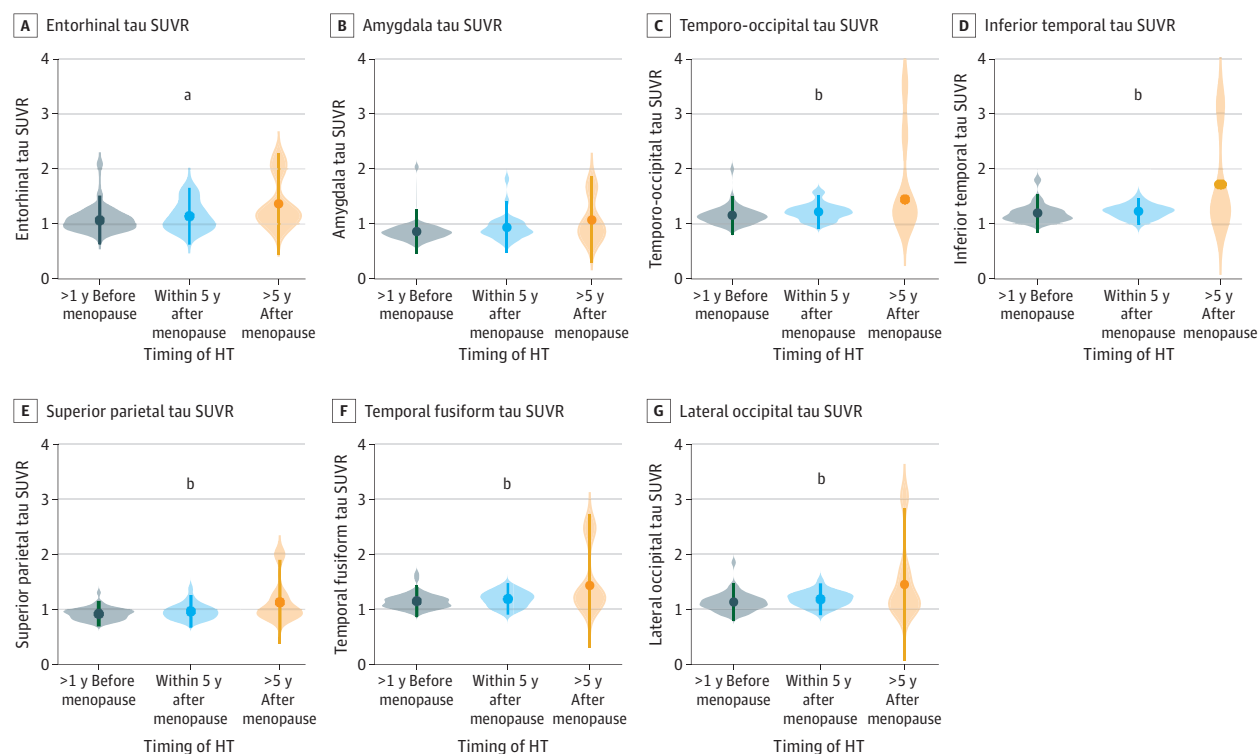 A Entorhinal tau SUVR
Entorhinal tau SUVR
4
3
2
1
0
a
>1 y Before
menopause
Within 5 y
after
menopause
>5 y
After
menopause
Timing of HT
B Amygdala tau SUVR
Amygdala tau SUVR
4
3
2
1
0
>1 y Before
menopause
Within 5 y
after
menopause
>5 y
After
menopause
Timing of HT
C Temporo-occipital tau SUVR
Temporo-occipital tau SUVR
4
3
2
1
0
b
>1 y Before
menopause
Within 5 y
after
menopause
>5 y
After
menopause
Timing of HT
D Inferior temporal tau SUVR
Inferior temporal tau SUVR
4
3
2
1
0
b
>1 y Before
menopause
Within 5 y
after
menopause
>5 y
After
menopause
Timing of HT
E Superior parietal tau SUVR
Superior parietal tau SUVR
4
3
2
1
0
b
>1 y Before
menopause
Within 5 y
after
menopause
>5 y
After
menopause
Timing of HT
F Temporal fusiform tau SUVR
Temporal fusiform tau SUVR
4
3
2
1
0
b
>1 y Before
menopause
Within 5 y
after
menopause
>5 y
After
menopause
Timing of HT
G Lateral occipital tau SUVR
Lateral occipital tau SUVR
4
3
2
1
0
b
>1 y Before
menopause
Within 5 y
after
menopause
>5 y
After
menopause
Timing of HT